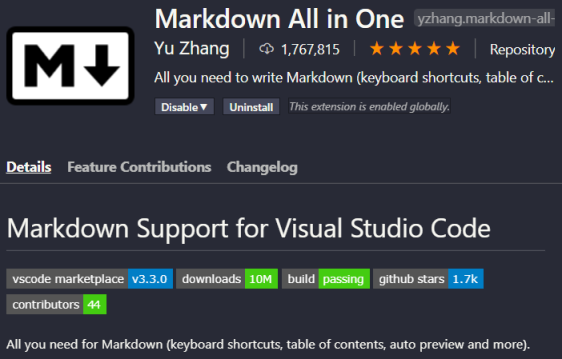 M
Markdown All in One yzhang.markdown-all-
Yu Zhang 1,767,815 Repository
All you need to write Markdown (keyboard shortcuts, table of c...
Disable Uninstall This extension is enabled globally.
Details Feature Contributions Changelog
Markdown Support for Visual Studio Code
vscode marketplace v3.3.0 downloads 10M build passing github stars 1.7k
contributors 44
All you need for Markdown (keyboard shortcuts, table of contents, auto preview and more).